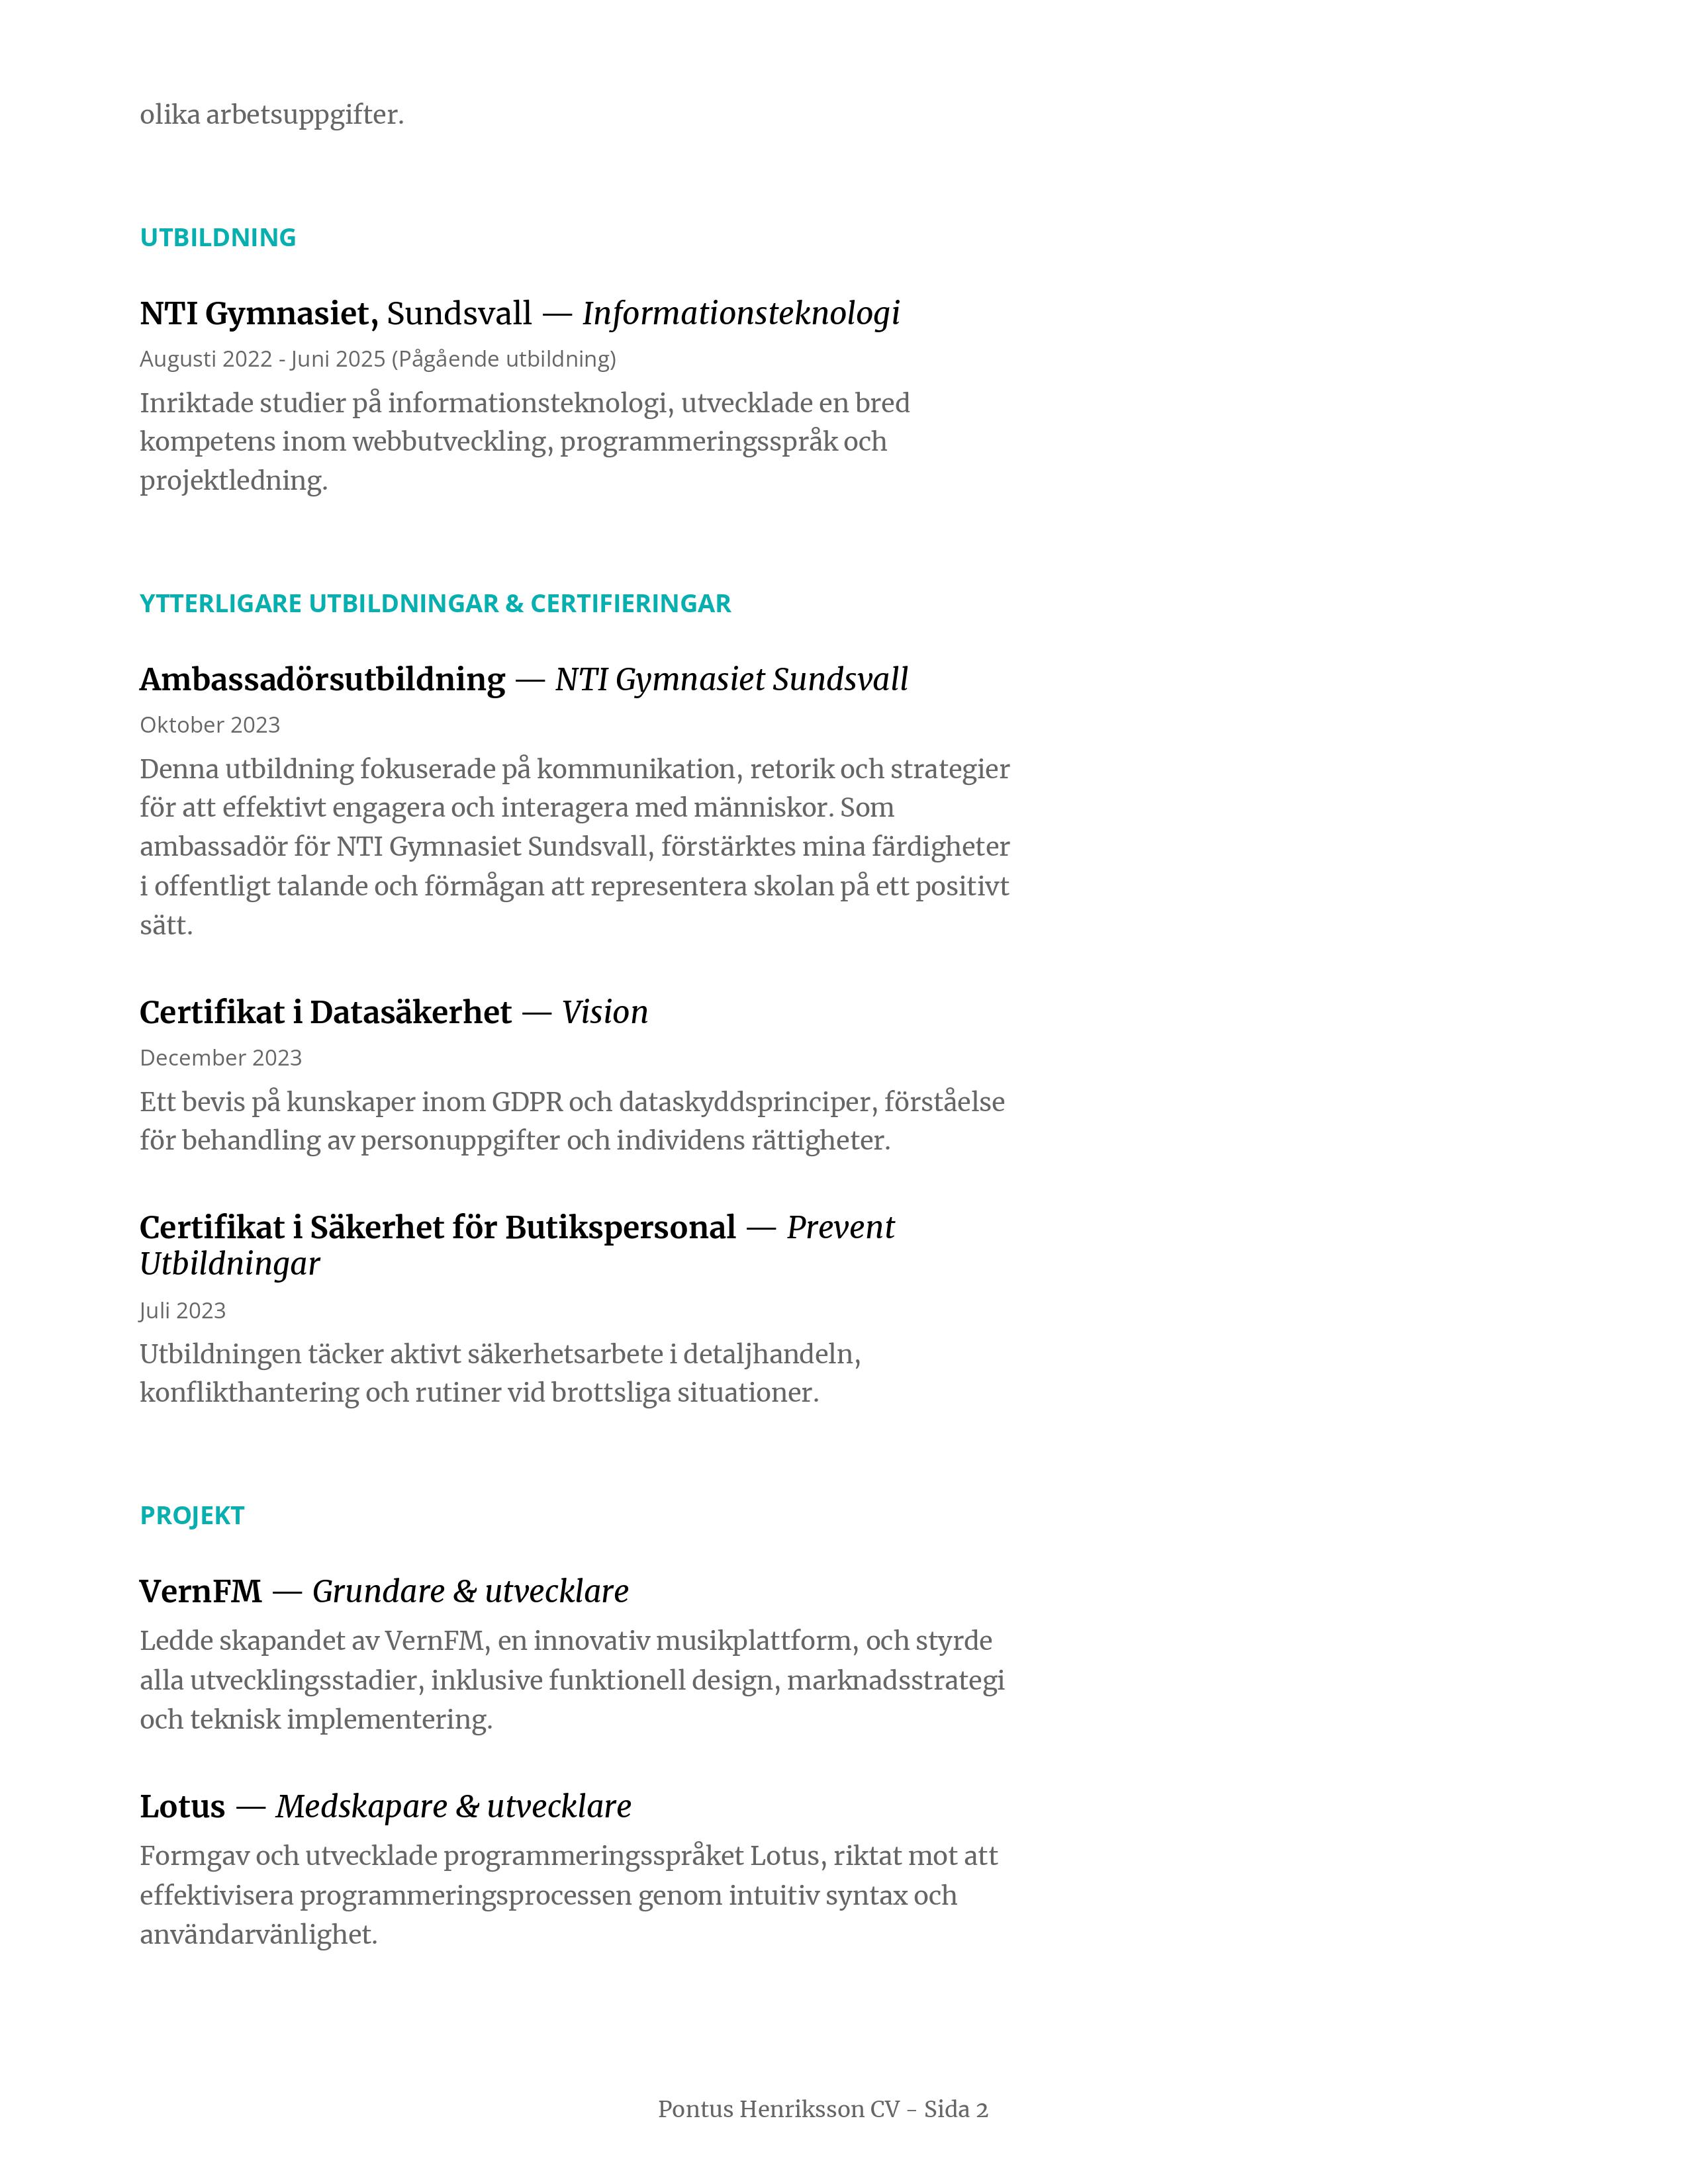 olika arbetsuppgifter.
UTBILDNING
NTI Gymnasiet, Sundsvall — Informationsteknologi
Augusti 2022 - Juni 2025 (Pågående utbildning)
Inriktade studier på informationsteknologi, utvecklade en bred
kompetens inom webbutveckling, programmeringsspråk och
projektledning.
YTTERLIGARE UTBILDNINGAR & CERTIFIERINGAR
Ambassadörsutbildning — NTI Gymnasiet Sundsvall
Oktober 2023
Denna utbildning fokuserade på kommunikation, retorik och strategier
för att effektivt engagera och interagera med människor. Som
ambassadör för NTI Gymnasiet Sundsvall, förstärktes mina färdigheter
i offentligt talande och förmågan att representera skolan på ett positivt
sätt.
Certifikat i Datasäkerhet — Vision
December 2023
Ett bevis på kunskaper inom GDPR och dataskyddsprinciper, förståelse
för behandling av personuppgifter och individens rättigheter.
Certifikat i Säkerhet för Butikspersonal — Prevent
Utbildningar
Juli 2023
Utbildningen täcker aktivt säkerhetsarbete i detaljhandeln,
konflikthantering och rutiner vid brottsliga situationer.
PROJEKT
VernFM — Grundare & utvecklare
Ledde skapandet av VernFM, en innovativ musikplattform, och styrde
alla utvecklingsstadier, inklusive funktionell design, marknadsstrategi
och teknisk implementering.
Lotus — Medskapare & utvecklare
Formgav och utvecklade programmeringsspråket Lotus, riktat mot att
effektivisera programmeringsprocessen genom intuitiv syntax och
användarvänlighet.
Pontus Henriksson CV - Sida 2